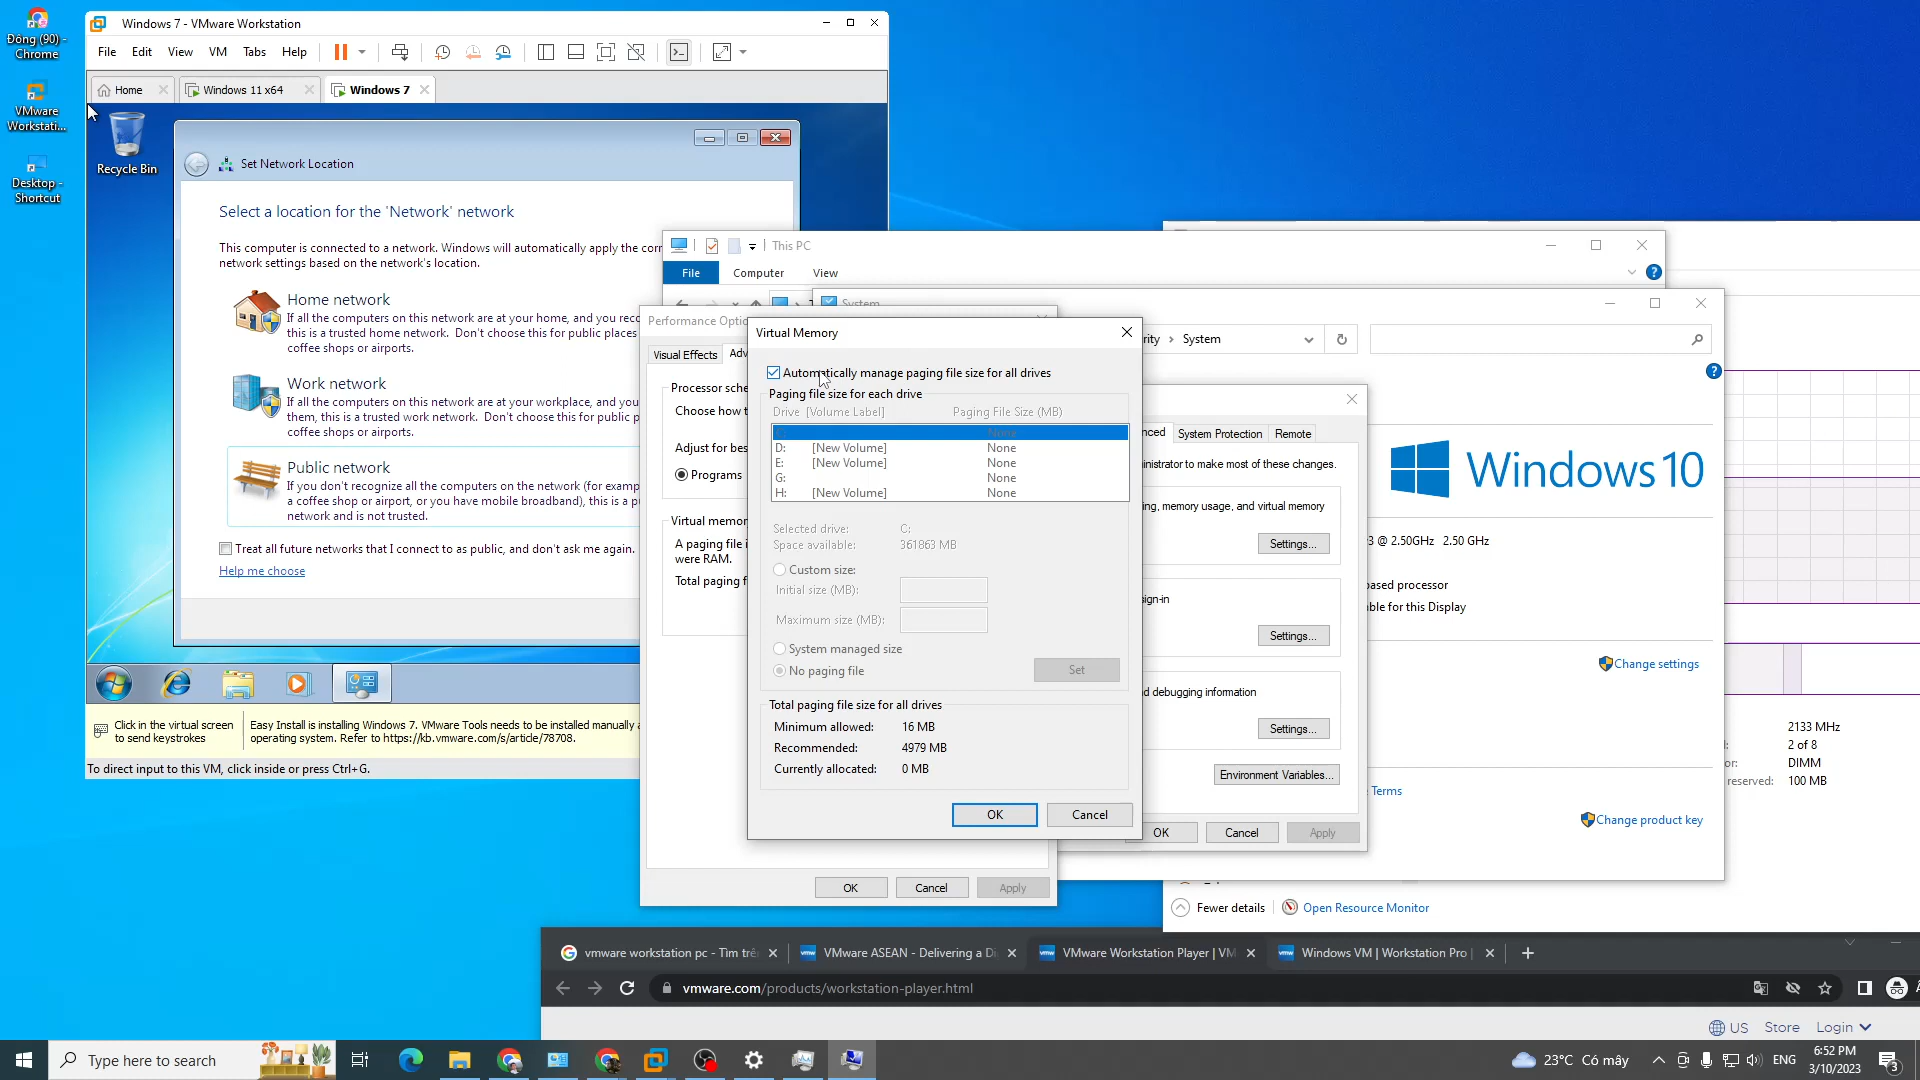 Đông (90) -
Chrome
VMware
Workstati...
Desktop -
Shortcut
Windows 7 - VMware Workstation
File Edit View VM Tabs Help
Home
Windows 11 x64
Windows 7
Recycle Bin
Set Network Location
Select a location for the 'Network' network
This computer is connected to a network. Windows will automatically apply the
network settings based on the network's location.
Home network
If all the computers on this network are at your home, and you
this is a trusted home network. Don't choose this for public places
coffee shops or airports.
Work network
If all the computers on this network are at your workplace, and you
them, this is a trusted work network. Don't choose this for public
coffee shops or airports.
Public network
If you don't recognize all the computers on the network (for
a coffee shop or airport, or you have mobile broadband), this is a
network and is not trusted.
Treat all future networks that I connect to as public, and don't ask me again.
Help me choose
Click in the virtual screen
to send keystrokes
Easy Install is installing Windows 7. VMware Tools needs to be installed manually
operating system. Refer to https://kb.vmware.com/s/article/78708.
To direct input to this VM, click inside or press Ctrl+G.
This PC
File Computer View
System
System
Performance
Visual Effects
Choose how
Adjust for
Programs
A paging file
were RAM.
Total paging
OK Cancel Apply
Virtual Memory
Automatically manage paging file size for all drives
Paging file size for each drive
Drive [Volume Label] Paging File Size (MB)
None
D: [New Volume] None
E: [New Volume] None
G: None
H: [New Volume] None
Selected drive: C:
Space available: 361863 MB
Custom size:
Initial size (MB):
Maximum size (MB):
System managed size
No paging file
Set
Total paging file size for all drives
Minimum allowed: 16 MB
Recommended: 4979 MB
Currently allocated: 0 MB
OK Cancel
System Protection Remote
to make most of these changes.
memory usage, and virtual memory
Settings...
Settings...
debugging information
Settings...
Environment Variables...
OK Cancel Apply
Windows 10
@ 2.50GHz 2.50 GHz
processor
for this Display
Change settings
Terms
Change product key
2133 MHz
2 of 8
DIMM
reserved: 100 MB
Fewer details
Open Resource Monitor
vmware workstation pc - Tìm
VMware ASEAN - Delivering a
VMware Workstation Player |
Windows VM | Workstation Pro |
vmware.com/products/workstation-player.html
US Store Login
Type here to search
23°C Có mây
ENG
6:52 PM
3/10/2023
3